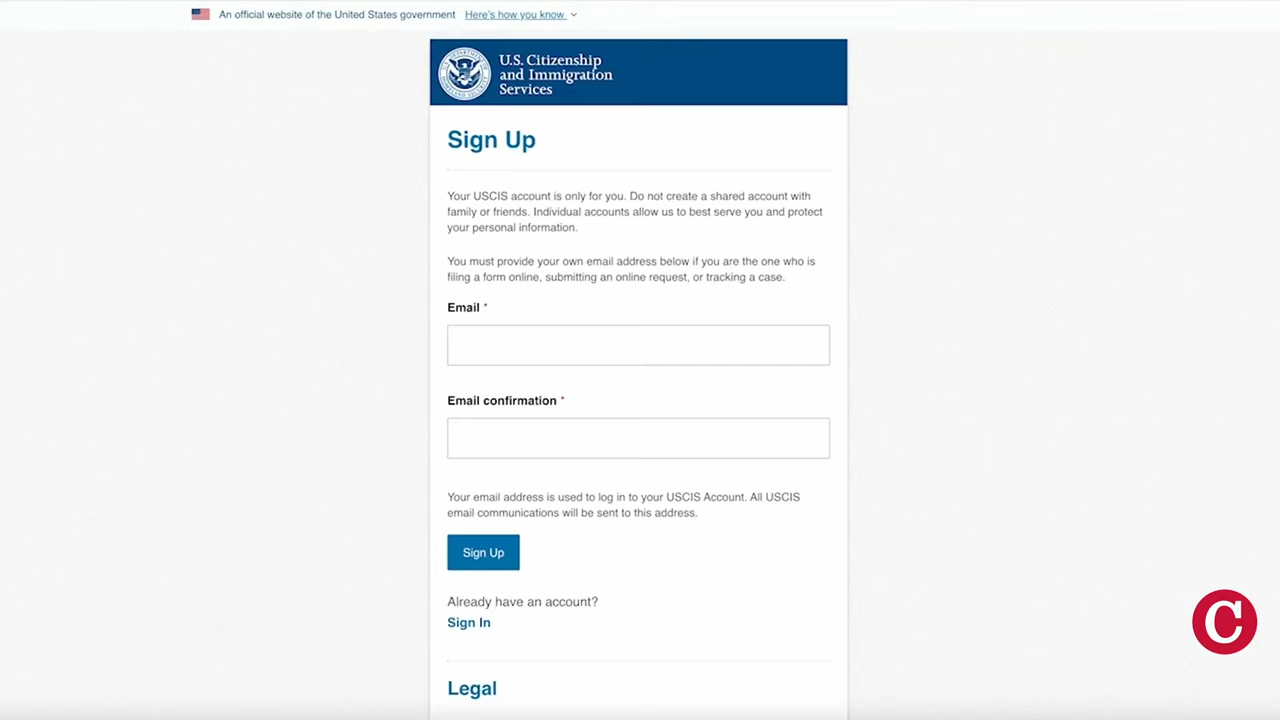 An official website of the United States government Here's how you know
U.S. Citizenship
and Immigration
Services
Sign Up
Your USCIS account is only for you. Do not create a shared account with
family or friends. Individual accounts allow us to best serve you and protect
your personal information.
You must provide your own email address below if you are the one who is
filing a form online, submitting an online request, or tracking a case.
Email *
Email confirmation *
Your email address is used to log in to your USCIS Account. All USCIS
email communications will be sent to this address.
Sign Up
Already have an account?
Sign In
Legal
C